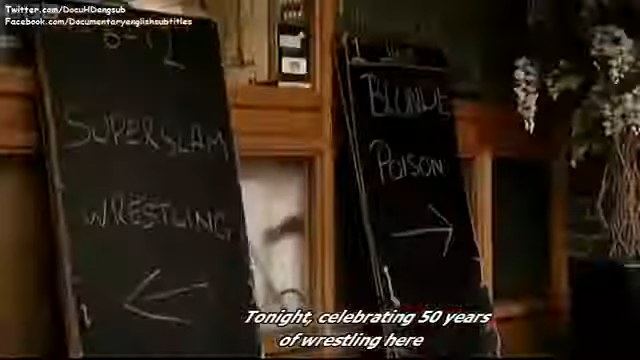 Twitter.com/DocuHDengsub
Facebook.com/Documentaryenglishsubtitles
SUPERSLAM
WRESTLING
BLONDE
POISON
Tonight, celebrating 50 years
of wrestling here